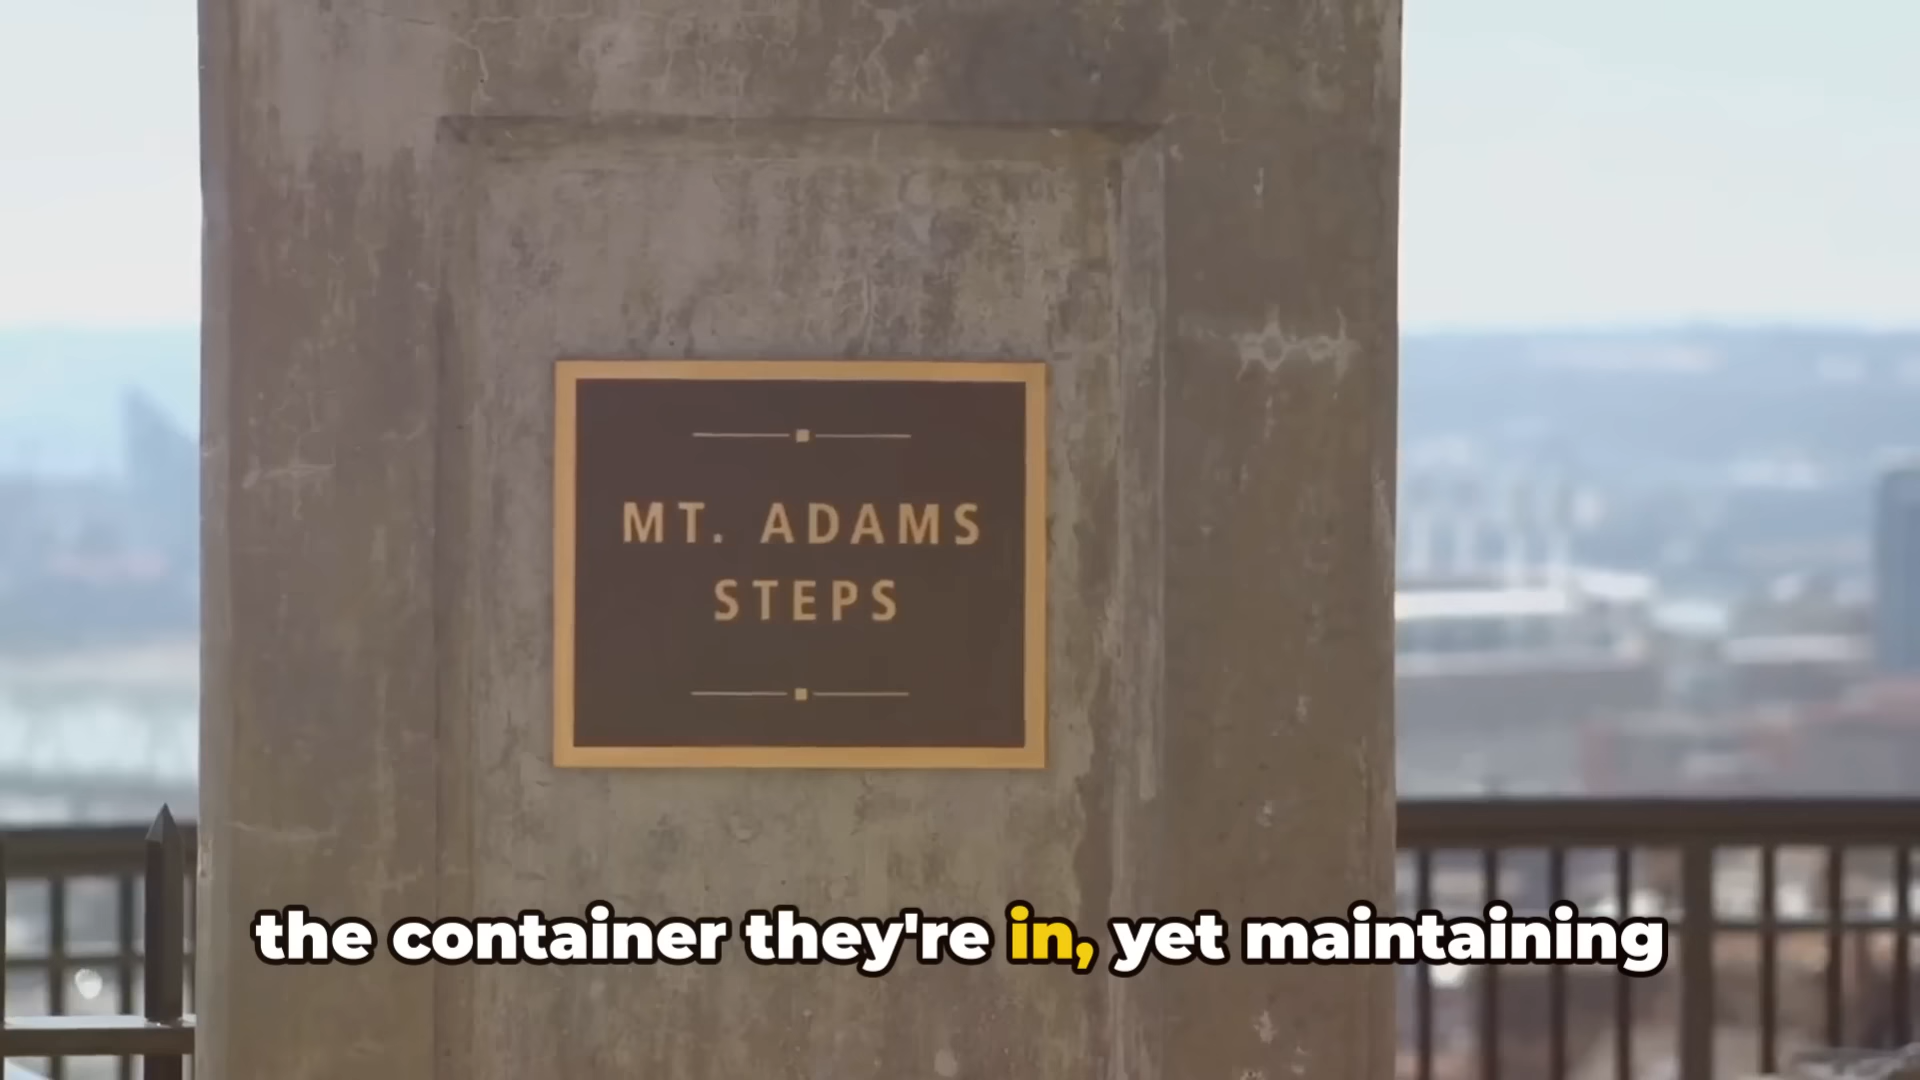 MT. ADAMS
STEPS
the container they're in, yet maintaining